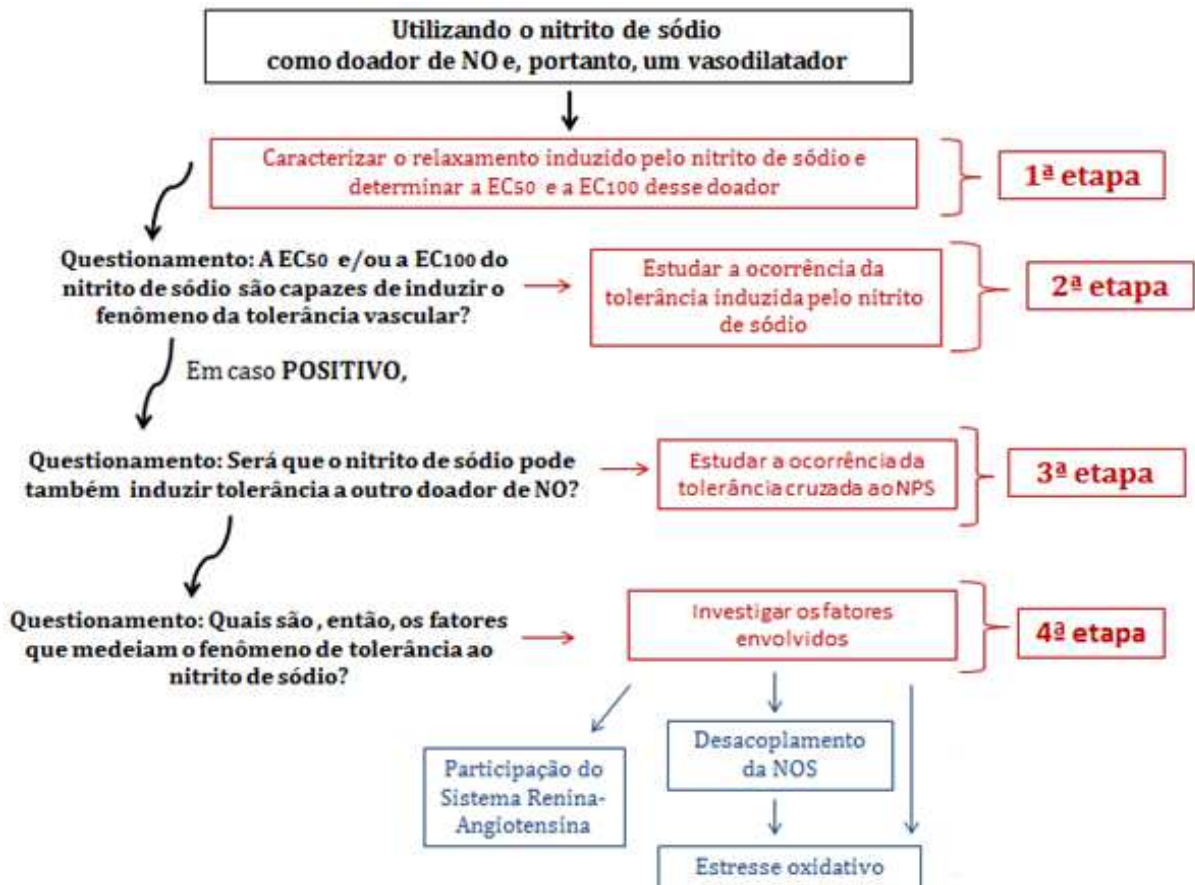 Utilizando o nitrito de sódio
como doador de NO e, portanto, um vasodilatador
Caracterizar o relaxamento induzido pelo nitrito de sódio e
determinar a EC50 e a EC100 desse doador
1ª etapa
Questionamento: A EC50 e/ou a EC100 do
nitrito de sódio são capazes de induzir o
fenômeno da tolerância vascular?
Estudar a ocorrência da
tolerância induzida pelo nitrito
de sódio
2ª etapa
Em caso POSITIVO,
Questionamento: Será que o nitrito de sódio pode
também induzir tolerância a outro doador de NO?
Estudar a ocorrência da
tolerância cruzada ao NPS
3ª etapa
Questionamento: Quais são , então, os fatores
que medeiam o fenômeno de tolerância ao
nitrito de sódio?
Investigar os fatores
envolvidos
4ª etapa
Participação do
Sistema Renina-
Angiotensina
Desacoplamento
da NOS
Estresse oxidativo